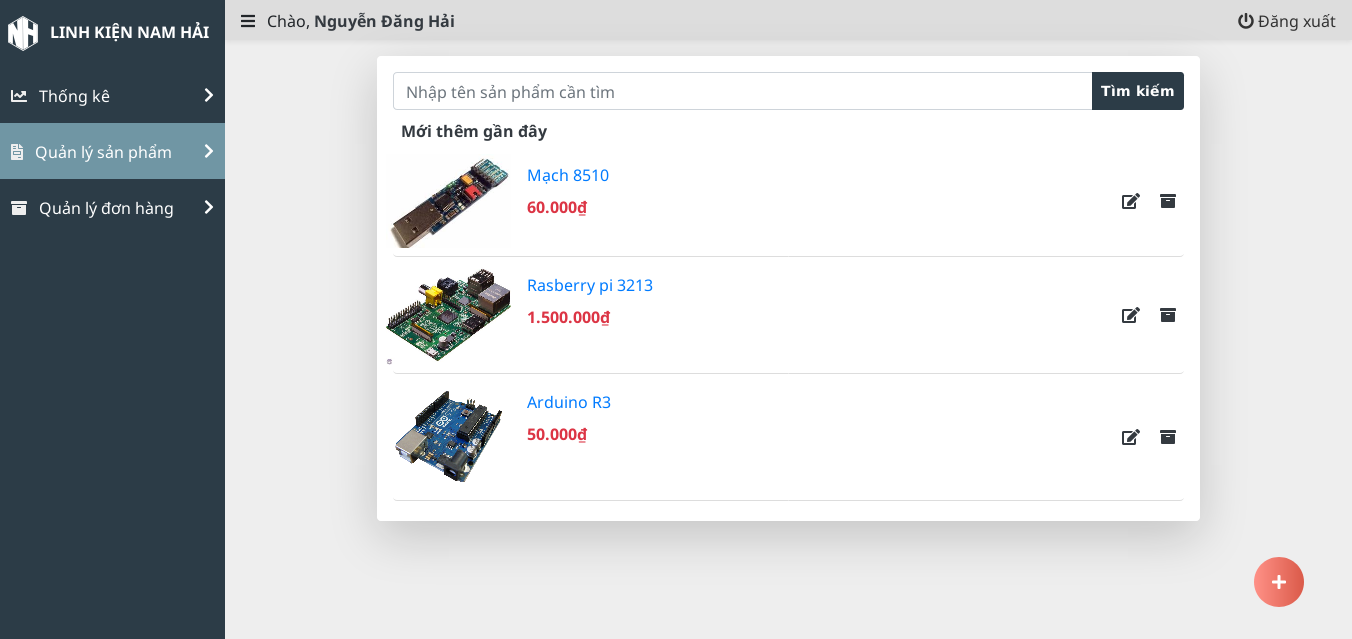 LINH KIỆN NAM HẢI
Chào, Nguyễn Đăng Hải
Đăng xuất
Thống kê
Quản lý sản phẩm
Quản lý đơn hàng
Nhập tên sản phẩm cần tìm
Tìm kiếm
Mới thêm gần đây
Mạch 8510
60.000₫
Rasberry pi 3213
1.500.000₫
Arduino R3
50.000₫